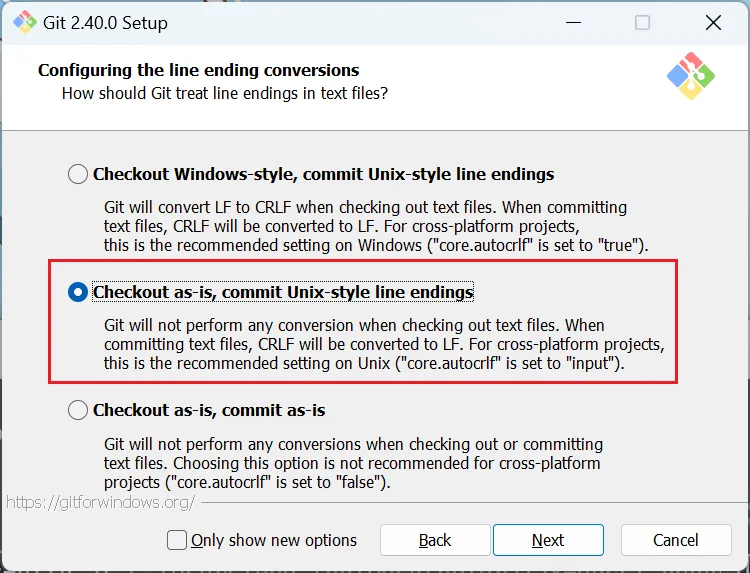 Git 2.40.0 Setup
Configuring the line ending conversions
How should Git treat line endings in text files?
Checkout Windows-style, commit Unix-style line endings
Git will convert LF to CRLF when checking out text files. When committing
text files, CRLF will be converted to LF. For cross-platform projects,
this is the recommended setting on Windows ("core.autocrlf" is set to "true").
Checkout as-is, commit Unix-style line endings
Git will not perform any conversion when checking out text files. When
committing text files, CRLF will be converted to LF. For cross-platform projects,
this is the recommended setting on Unix ("core.autocrlf" is set to "input").
Checkout as-is, commit as-is
Git will not perform any conversions when checking out or committing
text files. Choosing this option is not recommended for cross-platform
projects ("core.autocrlf" is set to "false").
https://gitforwindows.org/
Only show new options
Back
Next
Cancel